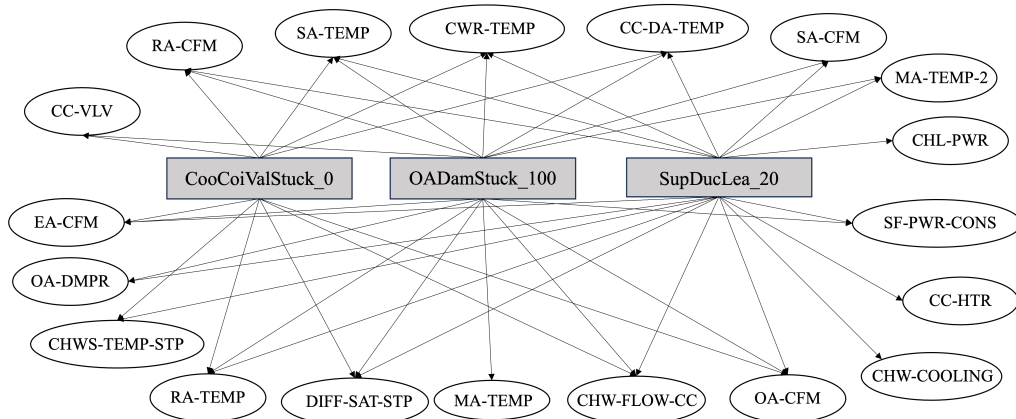 SA-TEMP
CWR-TEMP
CC-DA-TEMP
RA-CFM
SA-CFM
MA-TEMP-2
CC-VLV
CHL-PWR
CooCoiValStuck_0
OADamStuck_100
SupDucLea_20
EA-CFM
SF-PWR-CONS
OA-DMPR
CC-HTR
CHWS-TEMP-STP
CHW-COOLING
RA-TEMP
DIFF-SAT-STP
MA-TEMP
CHW-FLOW-CC
OA-CFM